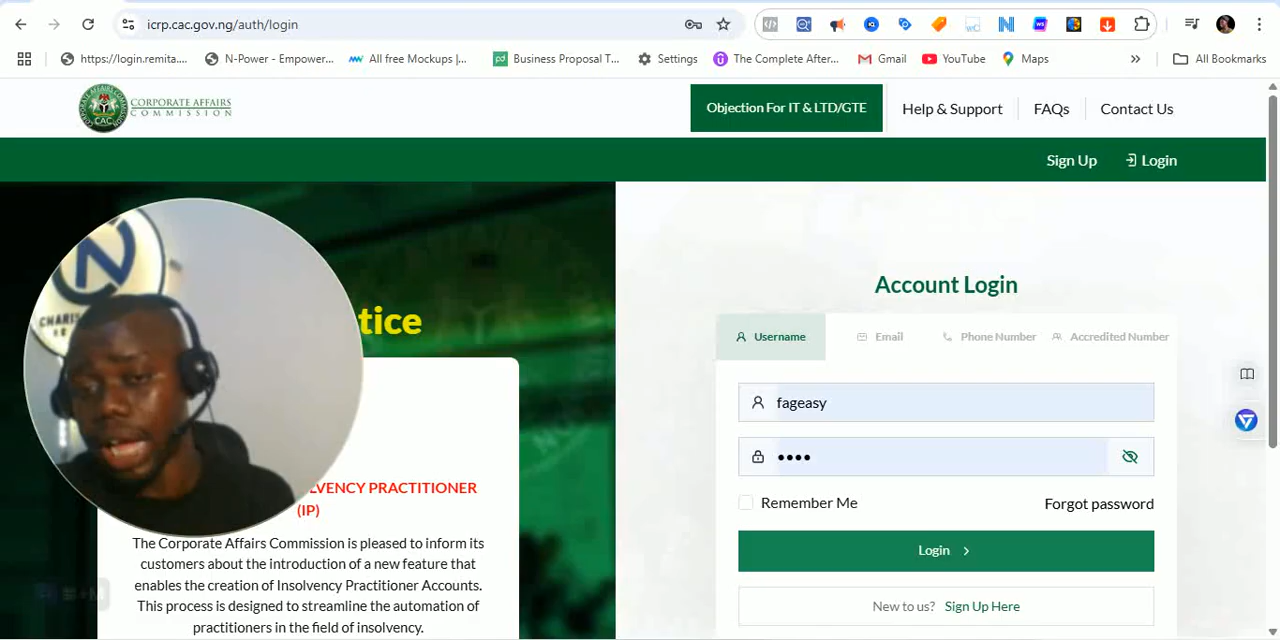 icrp.cac.gov.ng/auth/login
https://login.remita....
N-Power - Empower...
All free Mockups |...
Business Proposal T...
Settings
The Complete After...
Gmail
YouTube
Maps
All Bookmarks
CORPORATE AFFAIRS
COMMISSION
Objection For IT & LTD/GTE
Help & Support
FAQs
Contact Us
Sign Up
Login
tice
LVENCY PRACTITIONER
(IP)
The Corporate Affairs Commission is pleased to inform its
customers about the introduction of a new feature that
enables the creation of Insolvency Practitioner Accounts.
This process is designed to streamline the automation of
practitioners in the field of insolvency.
Account Login
Username
Email
Phone Number
Accredited Number
fageasy
••••
Remember Me
Forgot password
Login
New to us? Sign Up Here